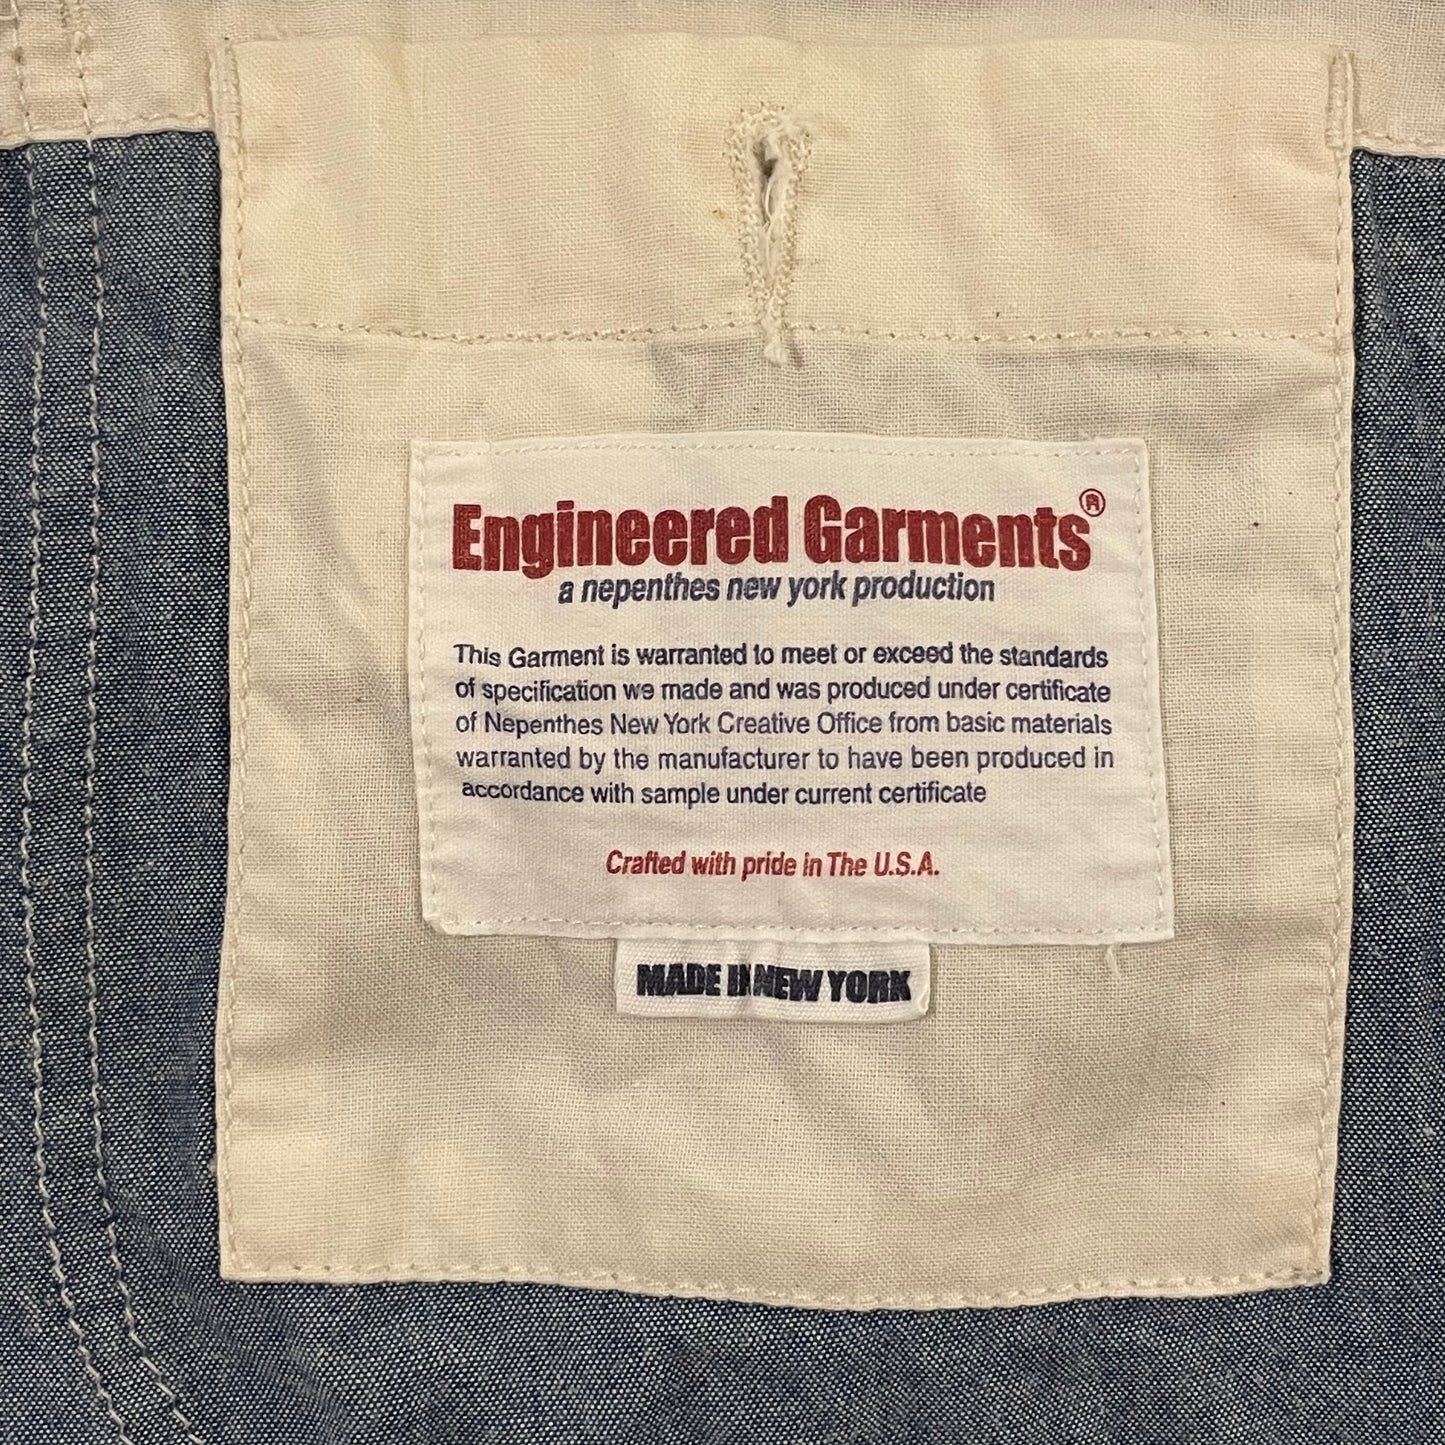 Engineered Garments®
a nepenthes new york production
This Garment is warranted to meet or exceed the standards
of specification we made and was produced under certificate
of Nepenthes New York Creative Office from basic materials
warranted by the manufacturer to have been produced in
accordance with sample under current certificate
Crafted with pride in The U.S.A.
MADE IN NEW YORK